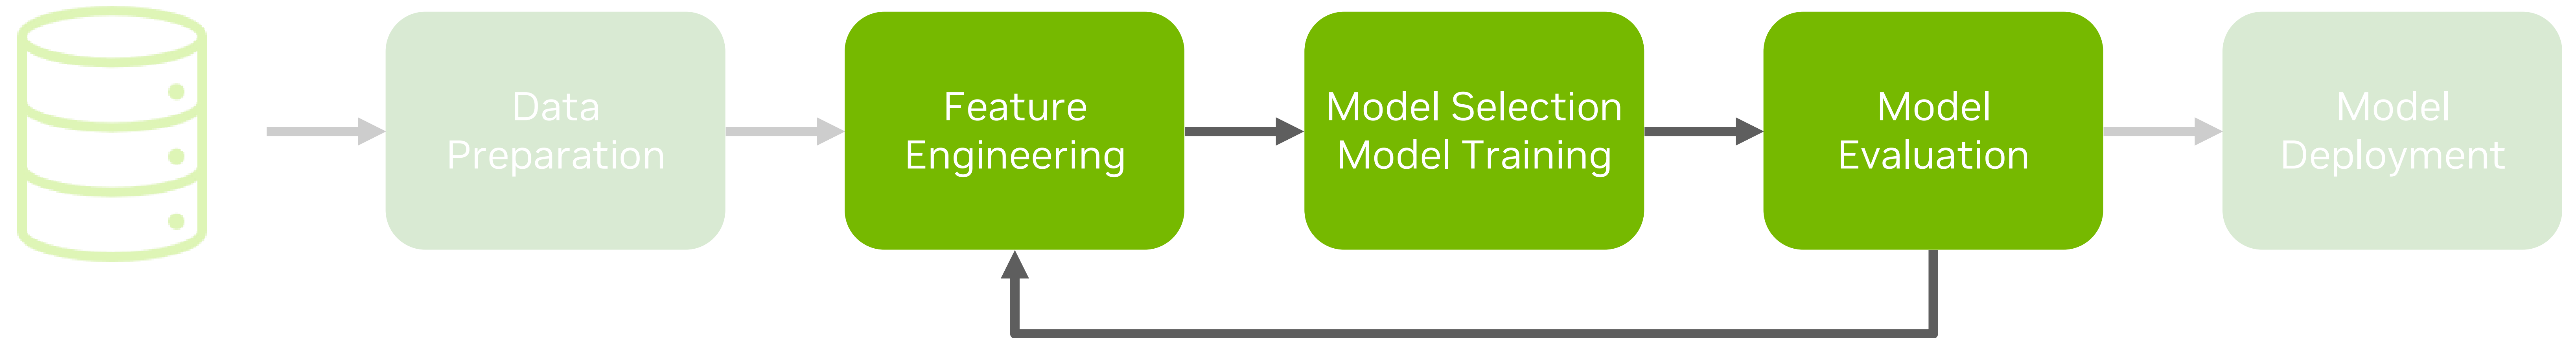 Data
Preparation
Feature
Engineering
Model Selection
Model Training
Model
Evaluation
Model
Deployment